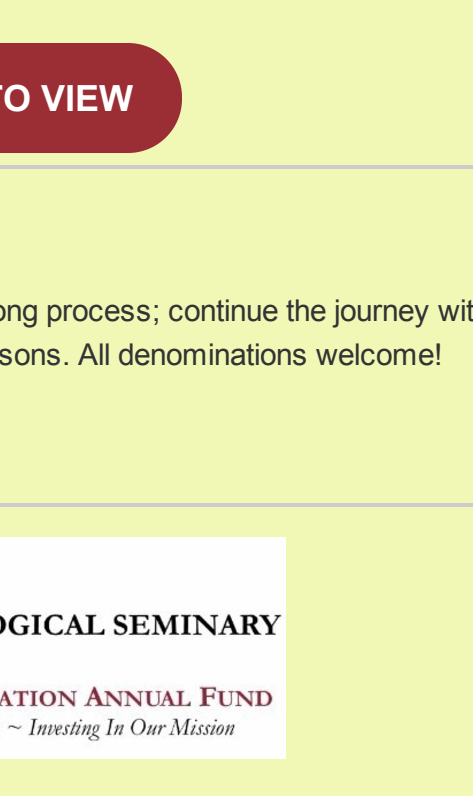 TO VIEW
ong process; continue the journey wit
sons. All denominations welcome!
OGICAL SEMINARY
ATION ANNUAL FUND
~ Investing In Our Mission